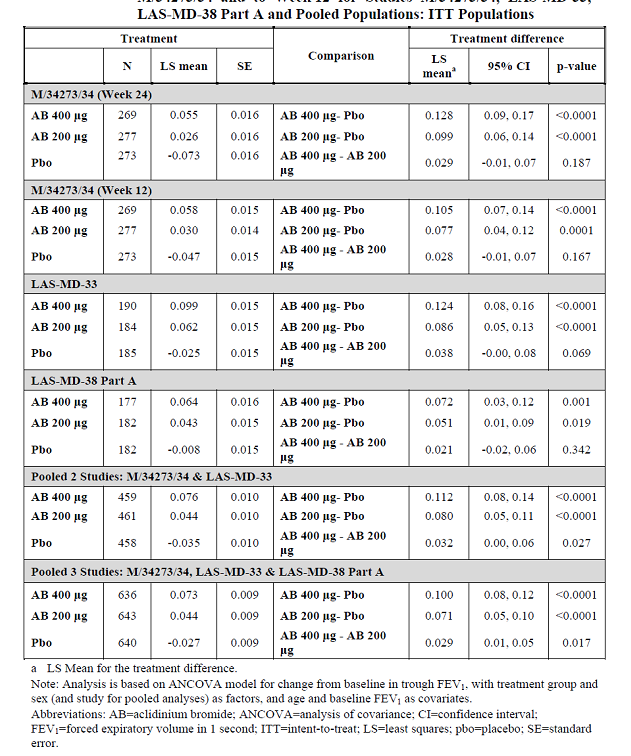 M/34273/34 and to Week 12 for Studies M/34273/34, LAS-MD-33,
LAS-MD-38 Part A and Pooled Populations: ITT Populations
Treatment Comparison Treatment difference
N LS mean SE LS meanᵃ 95% CI p-value
M/34273/34 (Week 24)
AB 400 µg 269 0.055 0.016 AB 400 µg- Pbo 0.128 0.09, 0.17 <0.0001
AB 200 µg 277 0.026 0.016 AB 200 µg- Pbo 0.099 0.06, 0.14 <0.0001
Pbo 273 -0.073 0.016 AB 400 µg - AB 200 µg 0.029 -0.01, 0.07 0.187
M/34273/34 (Week 12)
AB 400 µg 269 0.058 0.015 AB 400 µg- Pbo 0.105 0.07, 0.14 <0.0001
AB 200 µg 277 0.030 0.014 AB 200 µg- Pbo 0.077 0.04, 0.12 0.0001
Pbo 273 -0.047 0.015 AB 400 µg - AB 200 µg 0.028 -0.01, 0.07 0.167
LAS-MD-33
AB 400 µg 190 0.099 0.015 AB 400 µg- Pbo 0.124 0.08, 0.16 <0.0001
AB 200 µg 184 0.062 0.015 AB 200 µg- Pbo 0.086 0.05, 0.13 <0.0001
Pbo 185 -0.025 0.015 AB 400 µg - AB 200 µg 0.038 -0.00, 0.08 0.069
LAS-MD-38 Part A
AB 400 µg 177 0.064 0.016 AB 400 µg- Pbo 0.072 0.03, 0.12 0.001
AB 200 µg 182 0.043 0.015 AB 200 µg- Pbo 0.051 0.01, 0.09 0.019
Pbo 182 -0.008 0.015 AB 400 µg - AB 200 µg 0.021 -0.02, 0.06 0.342
Pooled 2 Studies: M/34273/34 & LAS-MD-33
AB 400 µg 459 0.076 0.010 AB 400 µg- Pbo 0.112 0.08, 0.14 <0.0001
AB 200 µg 461 0.044 0.010 AB 200 µg- Pbo 0.080 0.05, 0.11 <0.0001
Pbo 458 -0.035 0.010 AB 400 µg - AB 200 µg 0.032 0.00, 0.06 0.027
Pooled 3 Studies: M/34273/34, LAS-MD-33 & LAS-MD-38 Part A
AB 400 µg 636 0.073 0.009 AB 400 µg- Pbo 0.100 0.08, 0.12 <0.0001
AB 200 µg 643 0.044 0.009 AB 200 µg- Pbo 0.071 0.05, 0.10 <0.0001
Pbo 640 -0.027 0.009 AB 400 µg - AB 200 µg 0.029 0.01, 0.05 0.017
a LS Mean for the treatment difference.
Note: Analysis is based on ANCOVA model for change from baseline in trough FEV₁, with treatment group and
sex (and study for pooled analyses) as factors, and age and baseline FEV₁ as covariates.
Abbreviations: AB=aclidinium bromide; ANCOVA=analysis of covariance; CI=confidence interval;
FEV₁=forced expiratory volume in 1 second; ITT=intent-to-treat; LS=least squares; pbo=placebo; SE=standard
error.